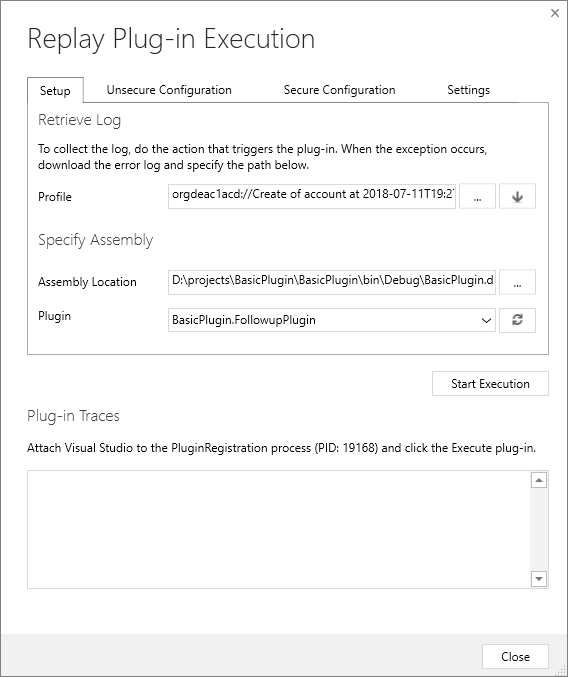 Replay Plug-in Execution
Setup Unsecure Configuration Secure Configuration Settings
Retrieve Log
To collect the log, do the action that triggers the plug-in. When the exception occurs,
download the error log and specify the path below.
Profile orgdeac1acd://Create of account at 2018-07-11T19:2 ...
Specify Assembly
Assembly Location D:\projects\BasicPlugin\BasicPlugin\bin\Debug\BasicPlugin.d ...
Plugin BasicPlugin.FollowupPlugin
Start Execution
Plug-in Traces
Attach Visual Studio to the PluginRegistration process (PID: 19168) and click the Execute plug-in.
Close